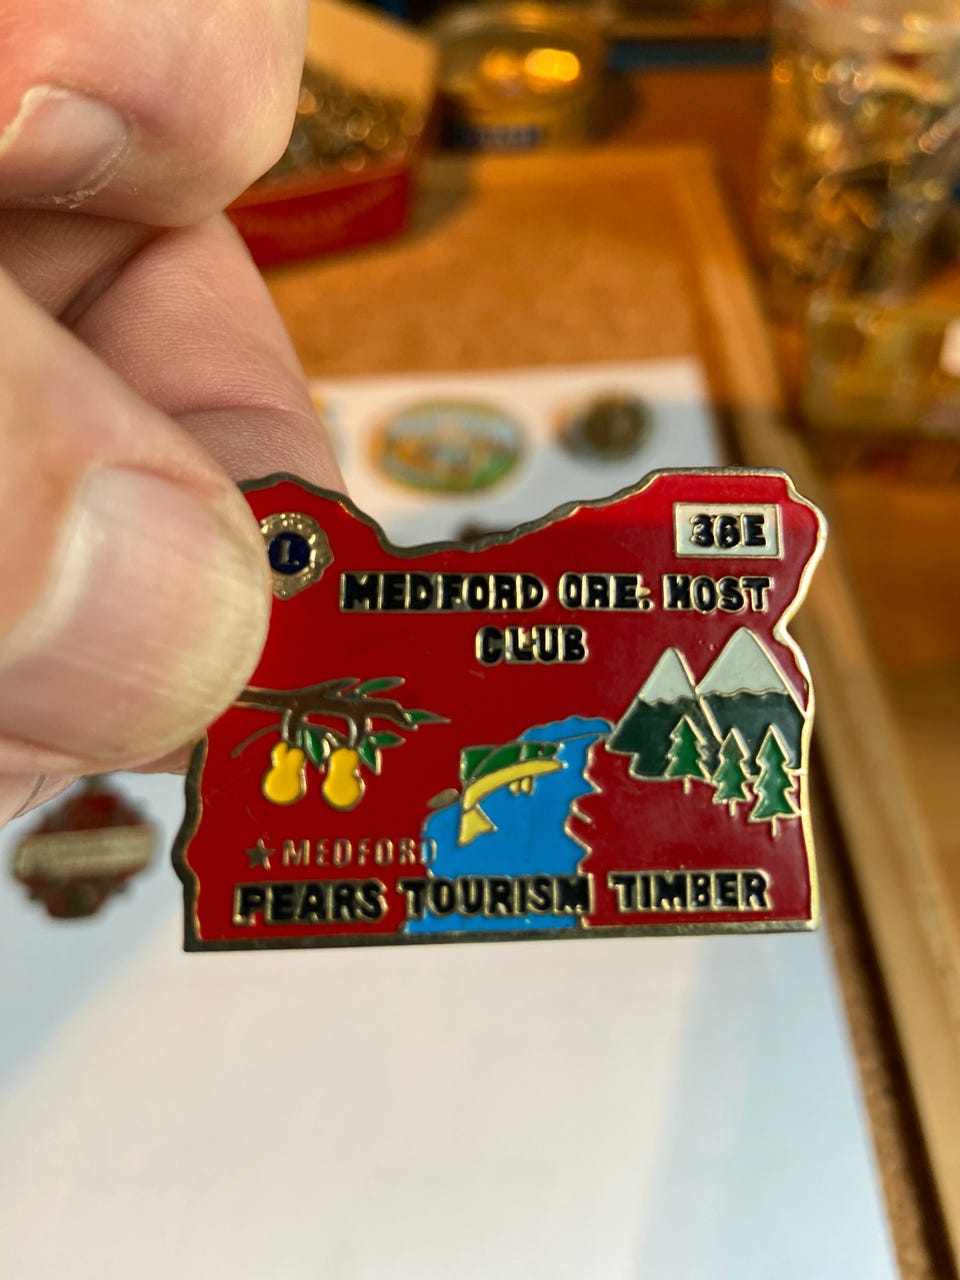 36E
L
MEDFORD ORE. HOST
CLUB
MEDFORD
PEARS TOURISM TIMBER